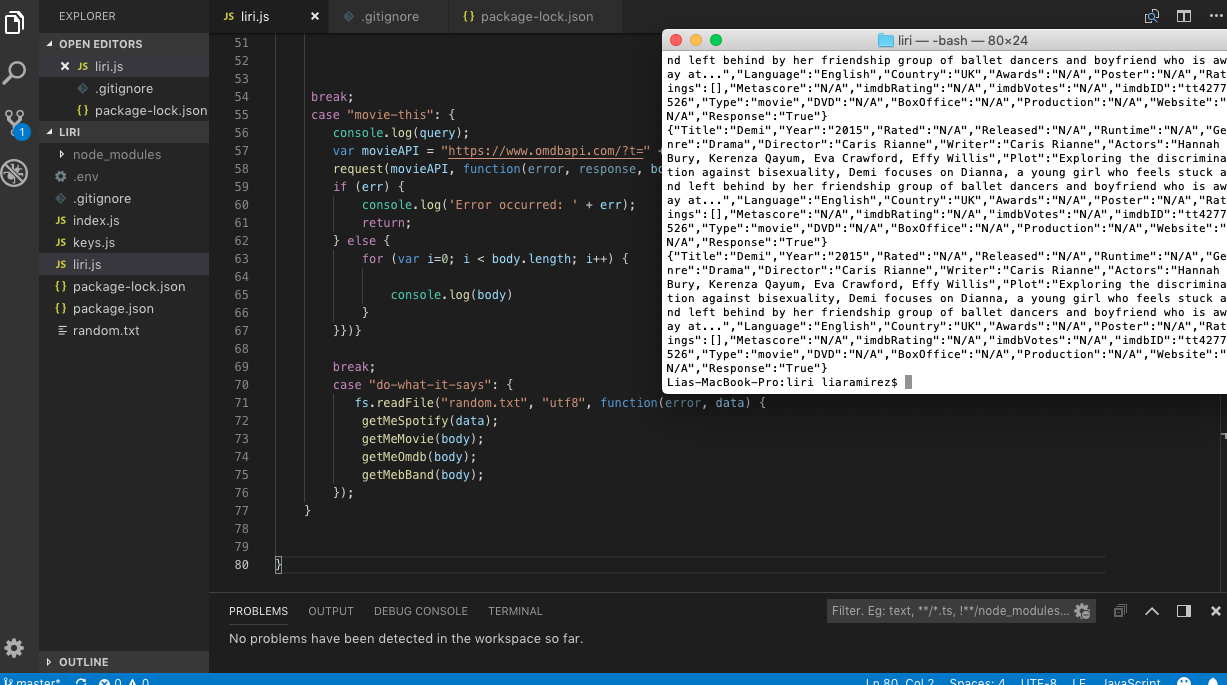 EXPLORER
OPEN EDITORS
JS liri.js
.gitignore
{} package-lock.json
LIRI
node_modules
.env
.gitignore
JS index.js
JS keys.js
JS liri.js
{} package-lock.json
{} package.json
random.txt
OUTLINE
1
JS liri.js
.gitignore
{} package-lock.json
51
52
53
54 break;
55 case "movie-this": {
56 console.log(query);
57 var movieAPI = "https://www.omdbapi.com/?t=" +
58 request(movieAPI, function(error, response, bo
59 if (err) {
60 console.log('Error occurred: ' + err);
61 return;
62 } else {
63 for (var i=0; i < body.length; i++) {
64
65 console.log(body)
66 }
67 }})}
68
69 break;
70 case "do-what-it-says": {
71 fs.readFile("random.txt", "utf8", function(error, data) {
72 getMeSpotify(data);
73 getMeMovie(body);
74 getMeOmdb(body);
75 getMebBand(body);
76 });
77 }
78
79
80 }
liri — -bash — 80×24
nd left behind by her friendship group of ballet dancers and boyfriend who is aw
ay at...","Language":"English","Country":"UK","Awards":"N/A","Poster":"N/A","Rat
ings":[],"Metascore":"N/A","imdbRating":"N/A","imdbVotes":"N/A","imdbID":"tt4277
526","Type":"movie","DVD":"N/A","BoxOffice":"N/A","Production":"N/A","Website":"
N/A","Response":"True"}
{"Title":"Demi","Year":"2015","Rated":"N/A","Released":"N/A","Runtime":"N/A","Ge
nre":"Drama","Director":"Caris Rianne","Writer":"Caris Rianne","Actors":"Hannah
Bury, Kerenza Qayum, Eva Crawford, Effy Willis","Plot":"Exploring the discrimina
tion against bisexuality, Demi focuses on Dianna, a young girl who feels stuck a
nd left behind by her friendship group of ballet dancers and boyfriend who is aw
ay at...","Language":"English","Country":"UK","Awards":"N/A","Poster":"N/A","Rat
ings":[],"Metascore":"N/A","imdbRating":"N/A","imdbVotes":"N/A","imdbID":"tt4277
526","Type":"movie","DVD":"N/A","BoxOffice":"N/A","Production":"N/A","Website":"
N/A","Response":"True"}
{"Title":"Demi","Year":"2015","Rated":"N/A","Released":"N/A","Runtime":"N/A","Ge
nre":"Drama","Director":"Caris Rianne","Writer":"Caris Rianne","Actors":"Hannah
Bury, Kerenza Qayum, Eva Crawford, Effy Willis","Plot":"Exploring the discrimina
tion against bisexuality, Demi focuses on Dianna, a young girl who feels stuck a
nd left behind by her friendship group of ballet dancers and boyfriend who is aw
ay at...","Language":"English","Country":"UK","Awards":"N/A","Poster":"N/A","Rat
ings":[],"Metascore":"N/A","imdbRating":"N/A","imdbVotes":"N/A","imdbID":"tt4277
526","Type":"movie","DVD":"N/A","BoxOffice":"N/A","Production":"N/A","Website":"
N/A","Response":"True"}
Lias-MacBook-Pro:liri liaramirez$
PROBLEMS OUTPUT DEBUG CONSOLE TERMINAL
Filter. Eg: text, **/*.ts, !**/node_modules...
No problems have been detected in the workspace so far.
master* 0 0 Ln 80, Col 2 Spaces: 4 UTF-8 LF JavaScript